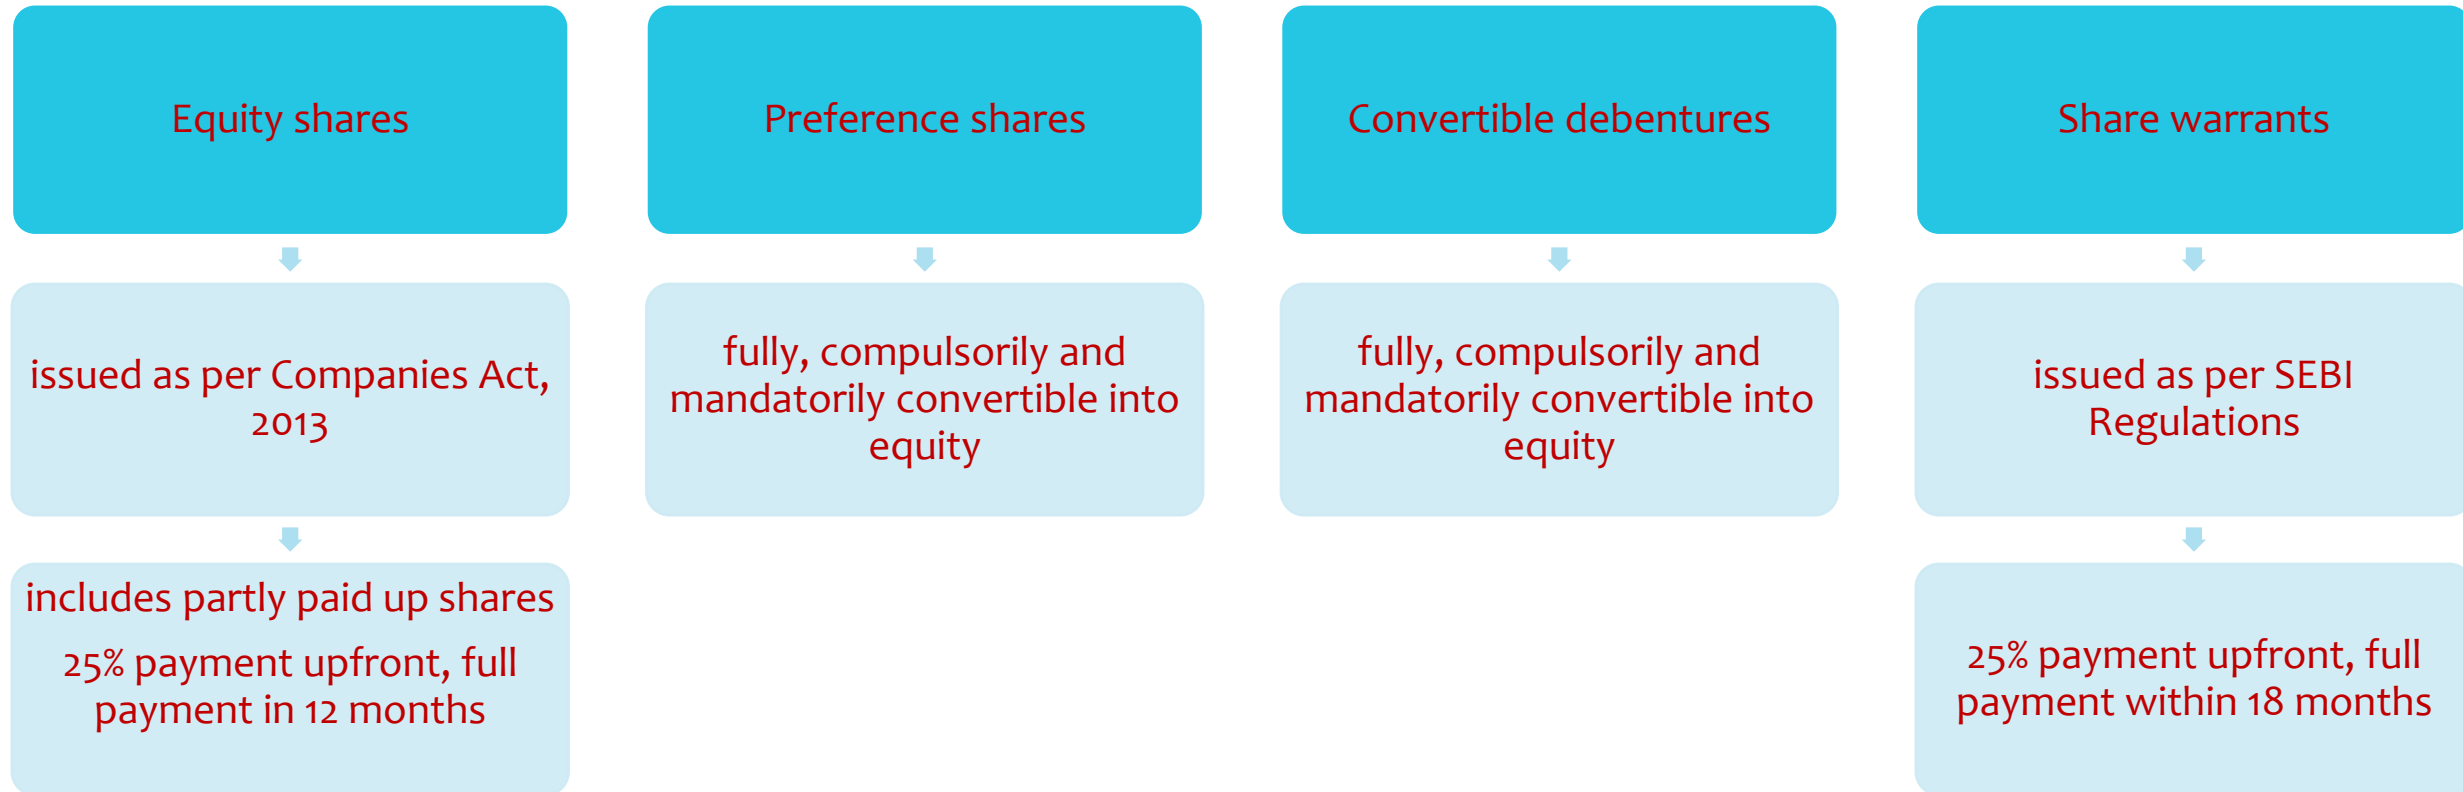 Equity shares
issued as per Companies Act,
2013
includes partly paid up shares
25% payment upfront, full
payment in 12 months
Preference shares
fully, compulsorily and
mandatorily convertible into
equity
Convertible debentures
fully, compulsorily and
mandatorily convertible into
equity
Share warrants
issued as per SEBI
Regulations
25% payment upfront, full
payment within 18 months